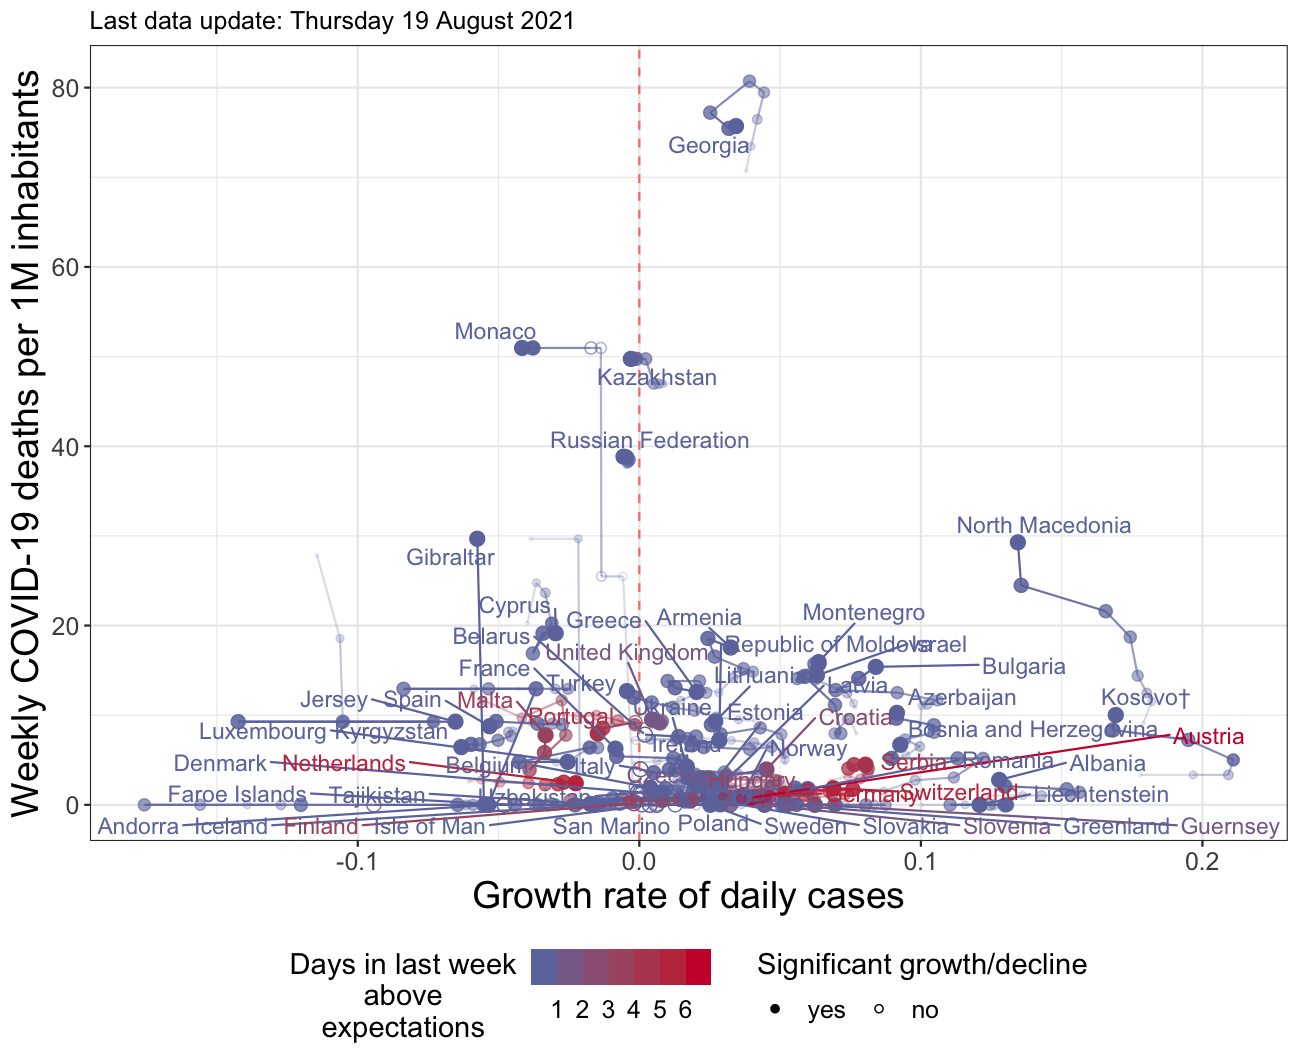 Last data update: Thursday 19 August 2021
Weekly COVID-19 deaths per 1M inhabitants
80
60
40
20
0
Georgia
Monaco
Kazakhstan
Russian Federation
North Macedonia
Gibraltar
Cyprus
Greece
Armenia
Montenegro
Belarus
United Kingdom
Republic of Moldova
Israel
France
Turkey
Lithuania
Latvia
Bulgaria
Jersey
Spain
Malta
Portugal
Ukraine
Estonia
Azerbaijan
Kosovo†
Luxembourg
Kyrgyzstan
Croatia
Bosnia and Herzegovina
Austria
Denmark
Netherlands
Belgium
Italy
Ireland
Norway
Serbia
Romania
Albania
Hungary
Faroe Islands
Tajikistan
Uzbekistan
Germany
Switzerland
Liechtenstein
Andorra
Iceland
Finland
Isle of Man
San Marino
Poland
Sweden
Slovakia
Slovenia
Greenland
Guernsey
-0.1
0.0
0.1
0.2
Growth rate of daily cases
Days in last week
above
expectations
1 2 3 4 5 6
Significant growth/decline
yes
no